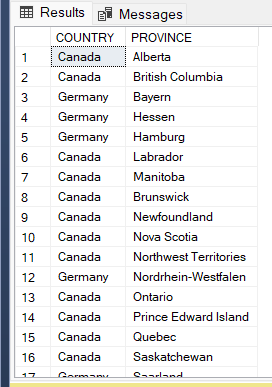 Results Messages
COUNTRY PROVINCE
1 Canada Alberta
2 Canada British Columbia
3 Germany Bayern
4 Germany Hessen
5 Germany Hamburg
6 Canada Labrador
7 Canada Manitoba
8 Canada Brunswick
9 Canada Newfoundland
10 Canada Nova Scotia
11 Canada Northwest Territories
12 Germany Nordrhein-Westfalen
13 Canada Ontario
14 Canada Prince Edward Island
15 Canada Quebec
16 Canada Saskatchewan
17 Germany Saarland